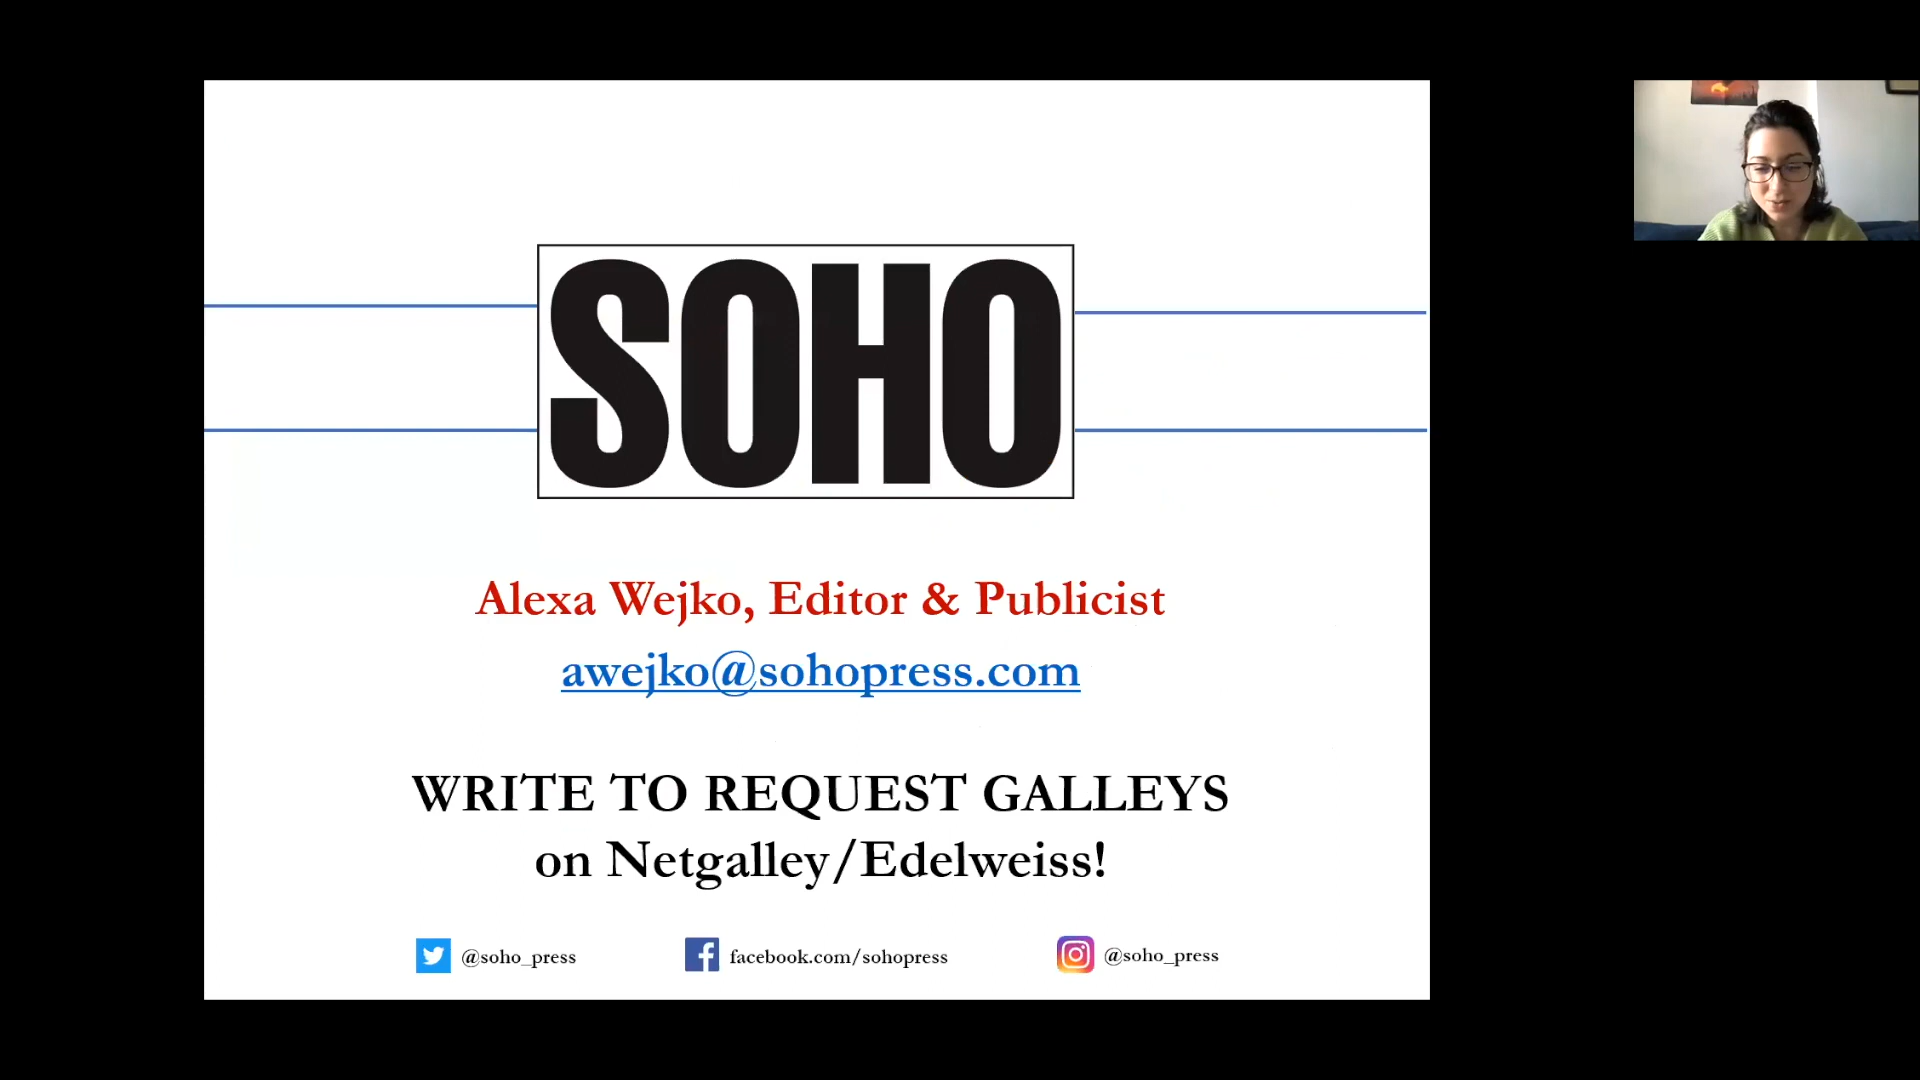 SOHO
Alexa Wejko, Editor & Publicist
awejko@sohopress.com
WRITE TO REQUEST GALLEYS
on Netgalley/Edelweiss!
@soho_press
facebook.com/sohopress
@soho_press